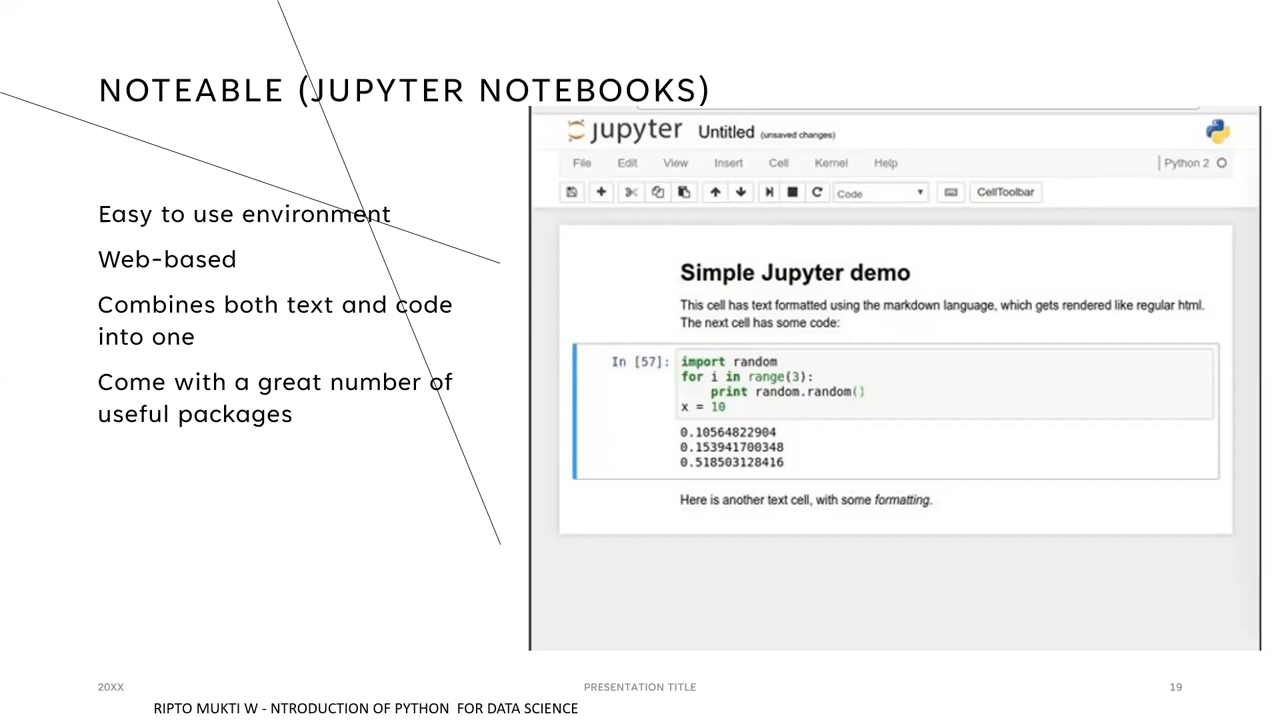 NOTEABLE (JUPYTER NOTEBOOKS)
Easy to use environment
Web-based
Combines both text and code
into one
Come with a great number of
useful packages
jupyter Untitled (unsaved changes)
File Edit View Insert Cell Kernel Help Python 2
Code CellToolbar
Simple Jupyter demo
This cell has text formatted using the markdown language, which gets rendered like regular html.
The next cell has some code:
In [57]: import random
for i in range(3):
    print random.random()
x = 10
0.10564822904
0.153941700348
0.518503128416
Here is another text cell, with some formatting.
20XX PRESENTATION TITLE 19
RIPTO MUKTI W - NTRODUCTION OF PYTHON FOR DATA SCIENCE